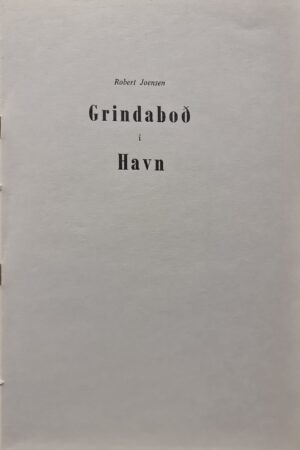 Robert Joensen
Grindaboð
í
Havn